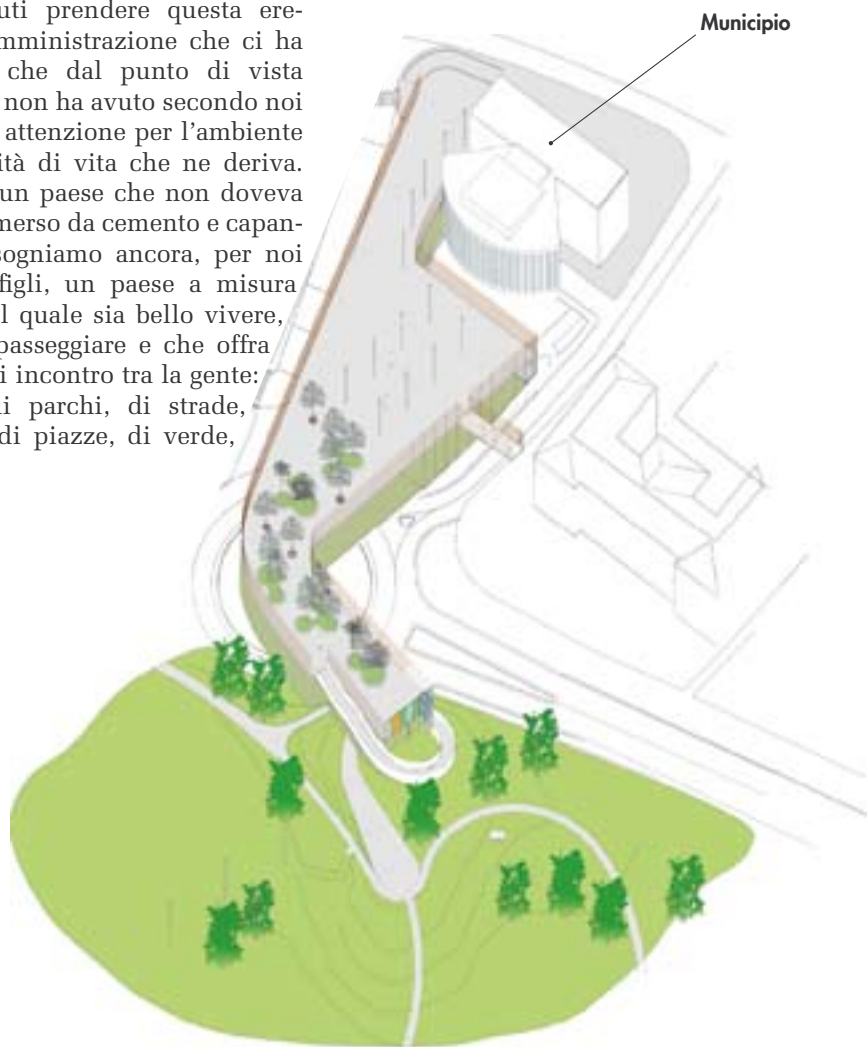 uti prendere questa ere-
mministrazione che ci ha
che dal punto di vista
non ha avuto secondo noi
attenzione per l'ambiente
ità di vita che ne deriva.
un paese che non doveva
merso da cemento e capan-
sogniamo ancora, per noi
figli, un paese a misura
l quale sia bello vivere,
passeggiare e che offra
i incontro tra la gente:
i parchi, di strade,
di piazze, di verde,
Municipio